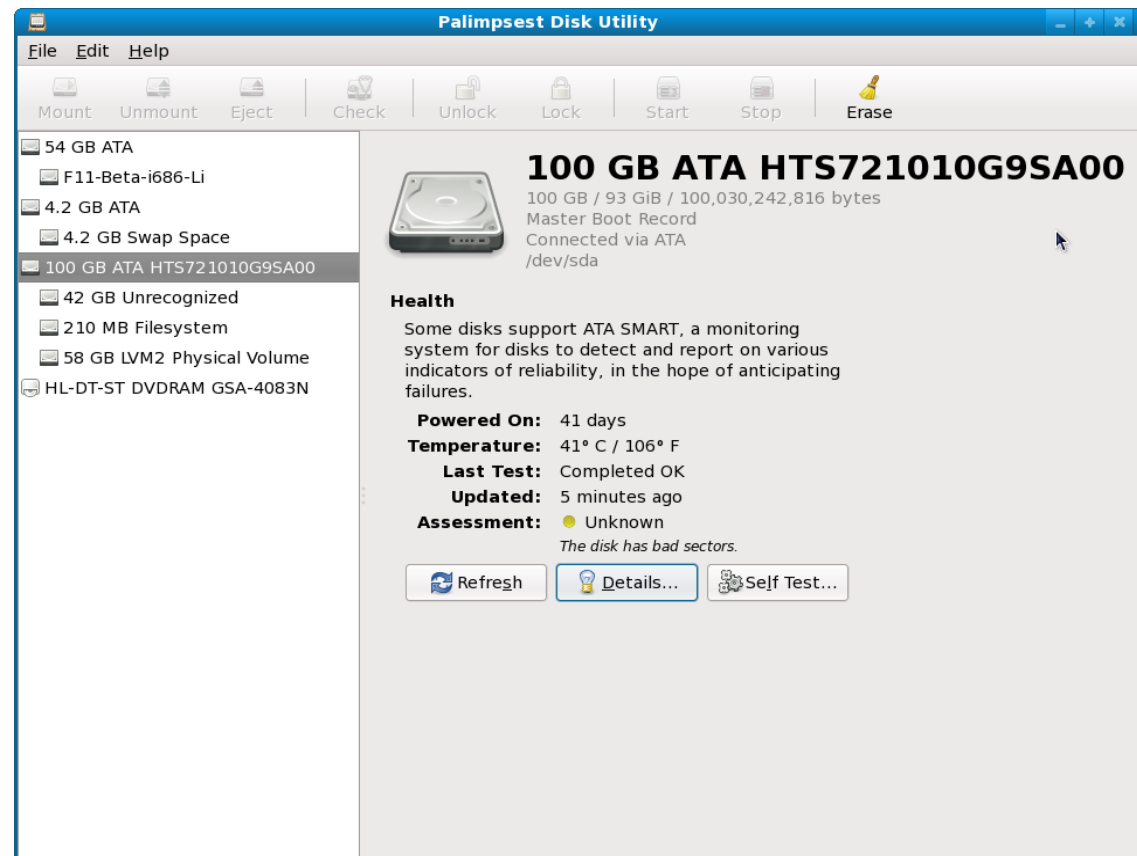 Palimpsest Disk Utility
File Edit Help
Mount Unmount Eject Check Unlock Lock Start Stop Erase
54 GB ATA
F11-Beta-i686-Li
4.2 GB ATA
4.2 GB Swap Space
100 GB ATA HTS721010G9SA00
42 GB Unrecognized
210 MB Filesystem
58 GB LVM2 Physical Volume
HL-DT-ST DVDRAM GSA-4083N
100 GB ATA HTS721010G9SA00
100 GB / 93 GiB / 100,030,242,816 bytes
Master Boot Record
Connected via ATA
/dev/sda
Health
Some disks support ATA SMART, a monitoring
system for disks to detect and report on various
indicators of reliability, in the hope of anticipating
failures.
Powered On: 41 days
Temperature: 41° C / 106° F
Last Test: Completed OK
Updated: 5 minutes ago
Assessment: Unknown
The disk has bad sectors.
Refresh Details... Self Test...